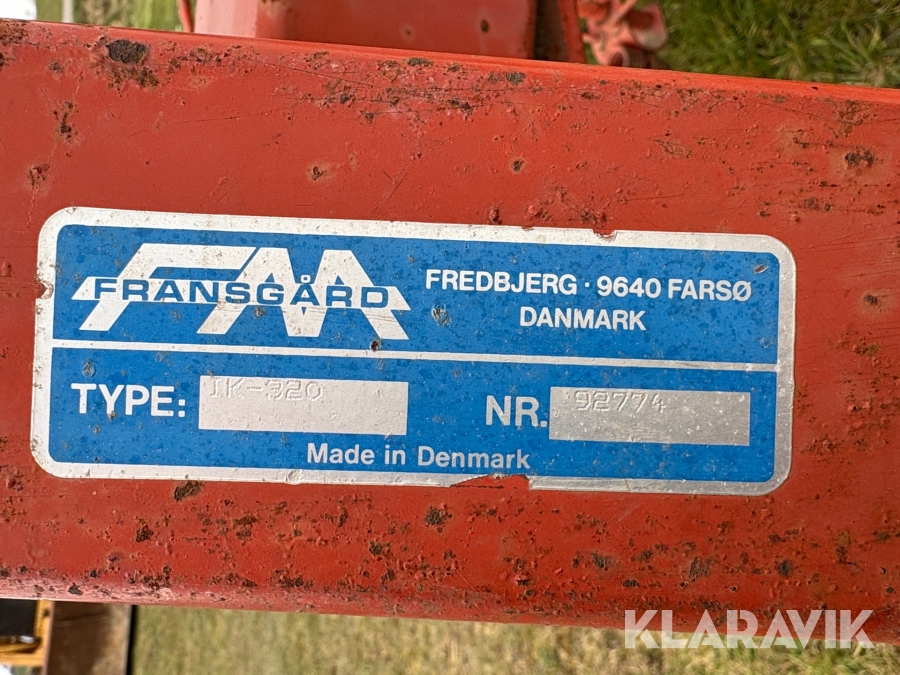 FRANSGÅRD
FREDBJERG · 9640 FARSØ
DANMARK
TYPE: IK-320
NR. 92774
Made in Denmark
KLARAVIK